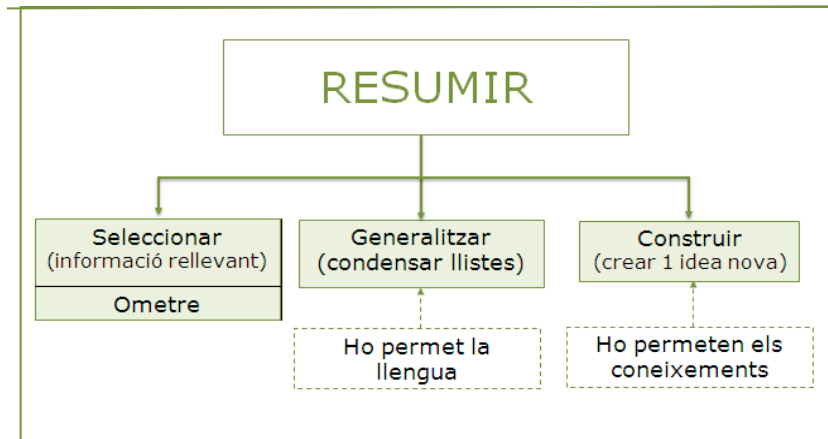 RESUMIR
Seleccionar
(informació rellevant)
Ometre
Generalitzar
(condensar llistes)
Construir
(crear 1 idea nova)
Ho permet la
llengua
Ho permeten els
coneixements